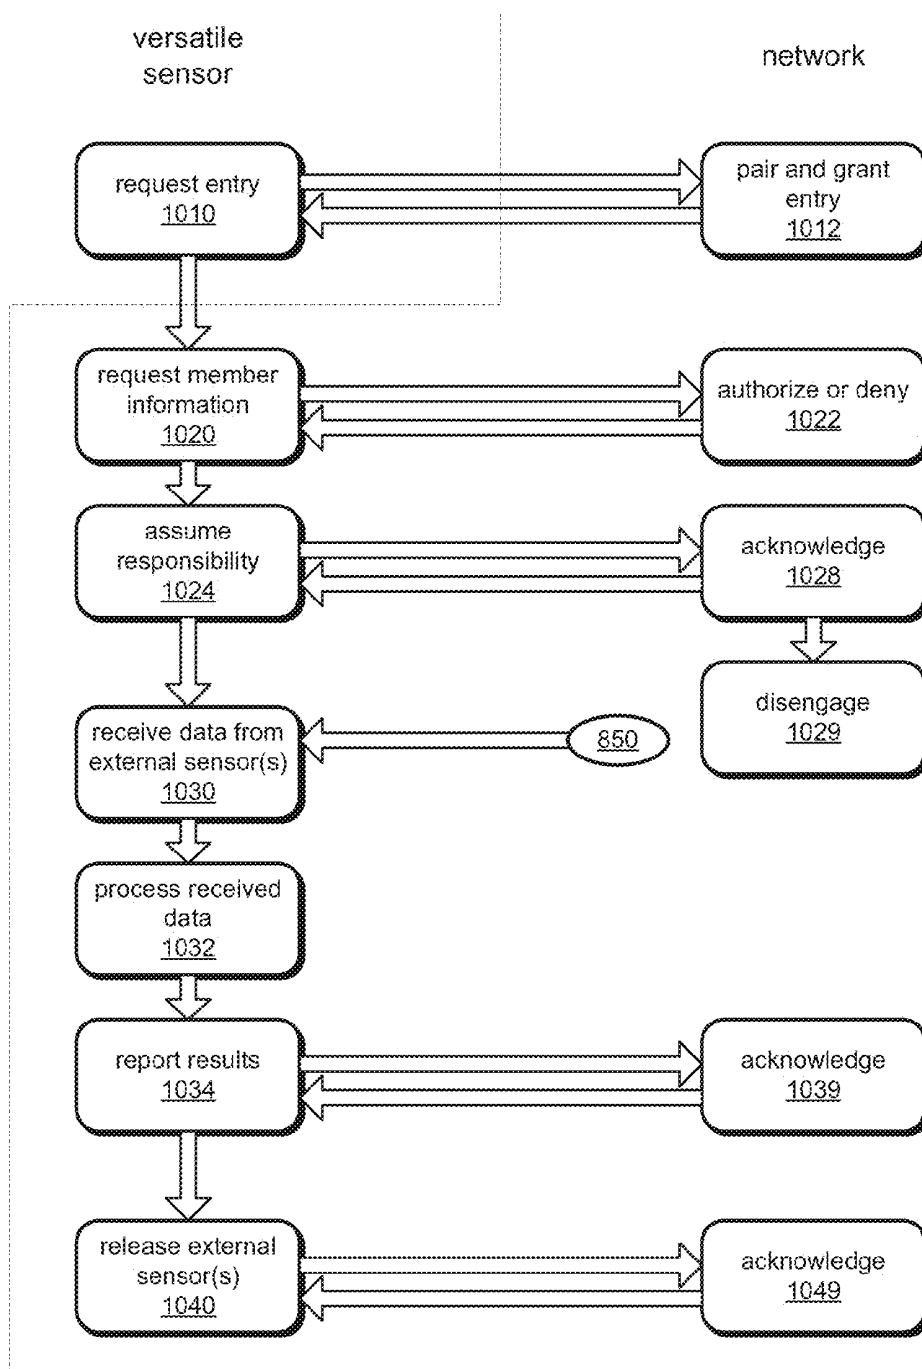 versatile
sensor
network
request entry
1010
pair and grant
entry
1012
request member
information
1020
authorize or deny
1022
assume
responsibility
1024
acknowledge
1028
disengage
1029
receive data from
external sensor(s)
1030
850
process received
data
1032
report results
1034
acknowledge
1039
release external
sensor(s)
1040
acknowledge
1049